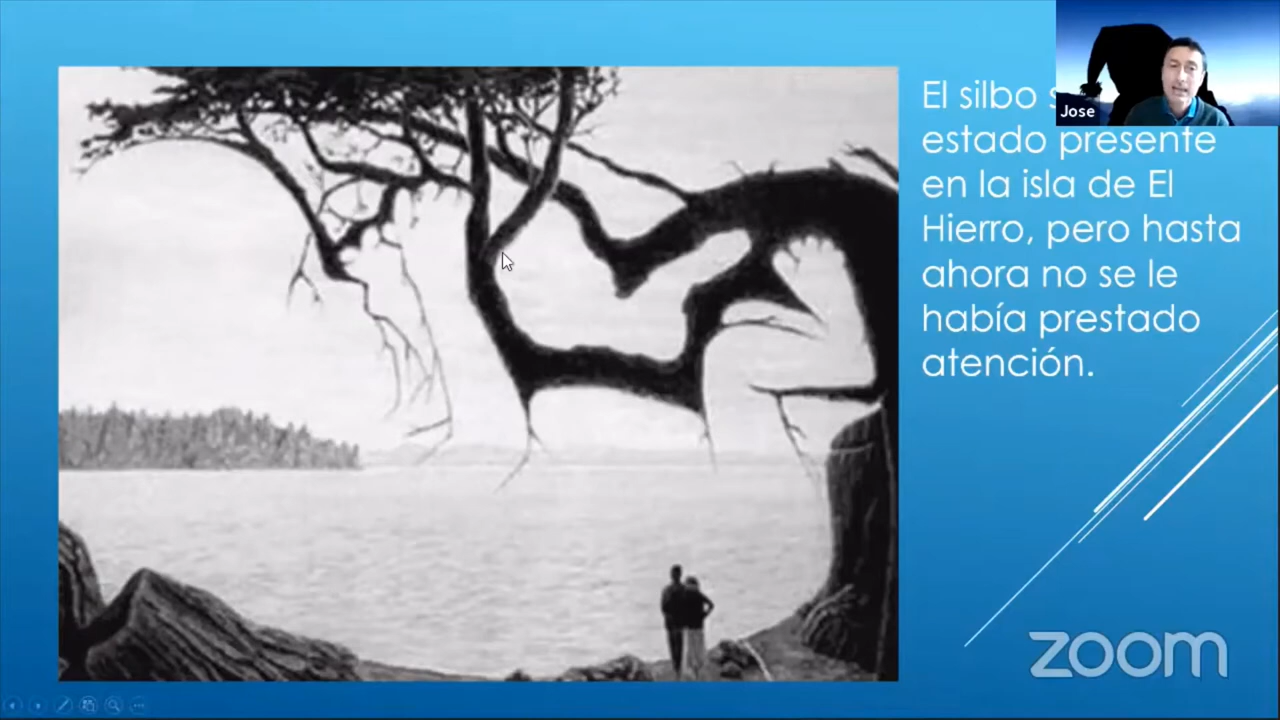 El silbo
estado presente
en la isla de El
Hierro, pero hasta
ahora no se le
había prestado
atención.
Jose
zoom